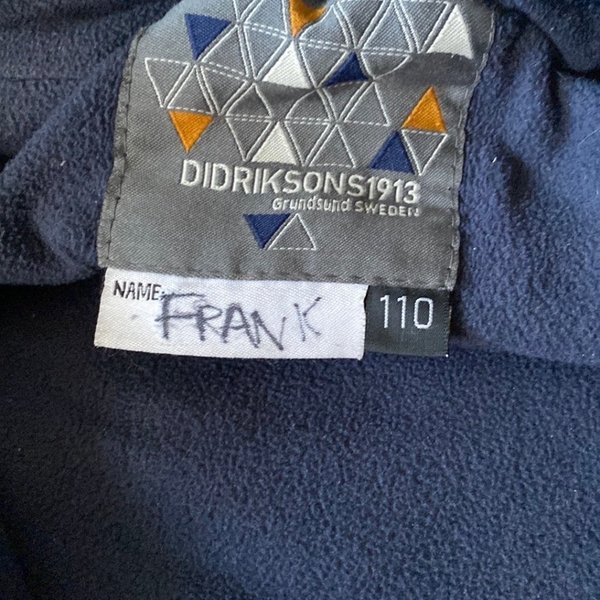 DIDRIKSONS1913
Grundsund SWEDEN
NAME: FRANK
110